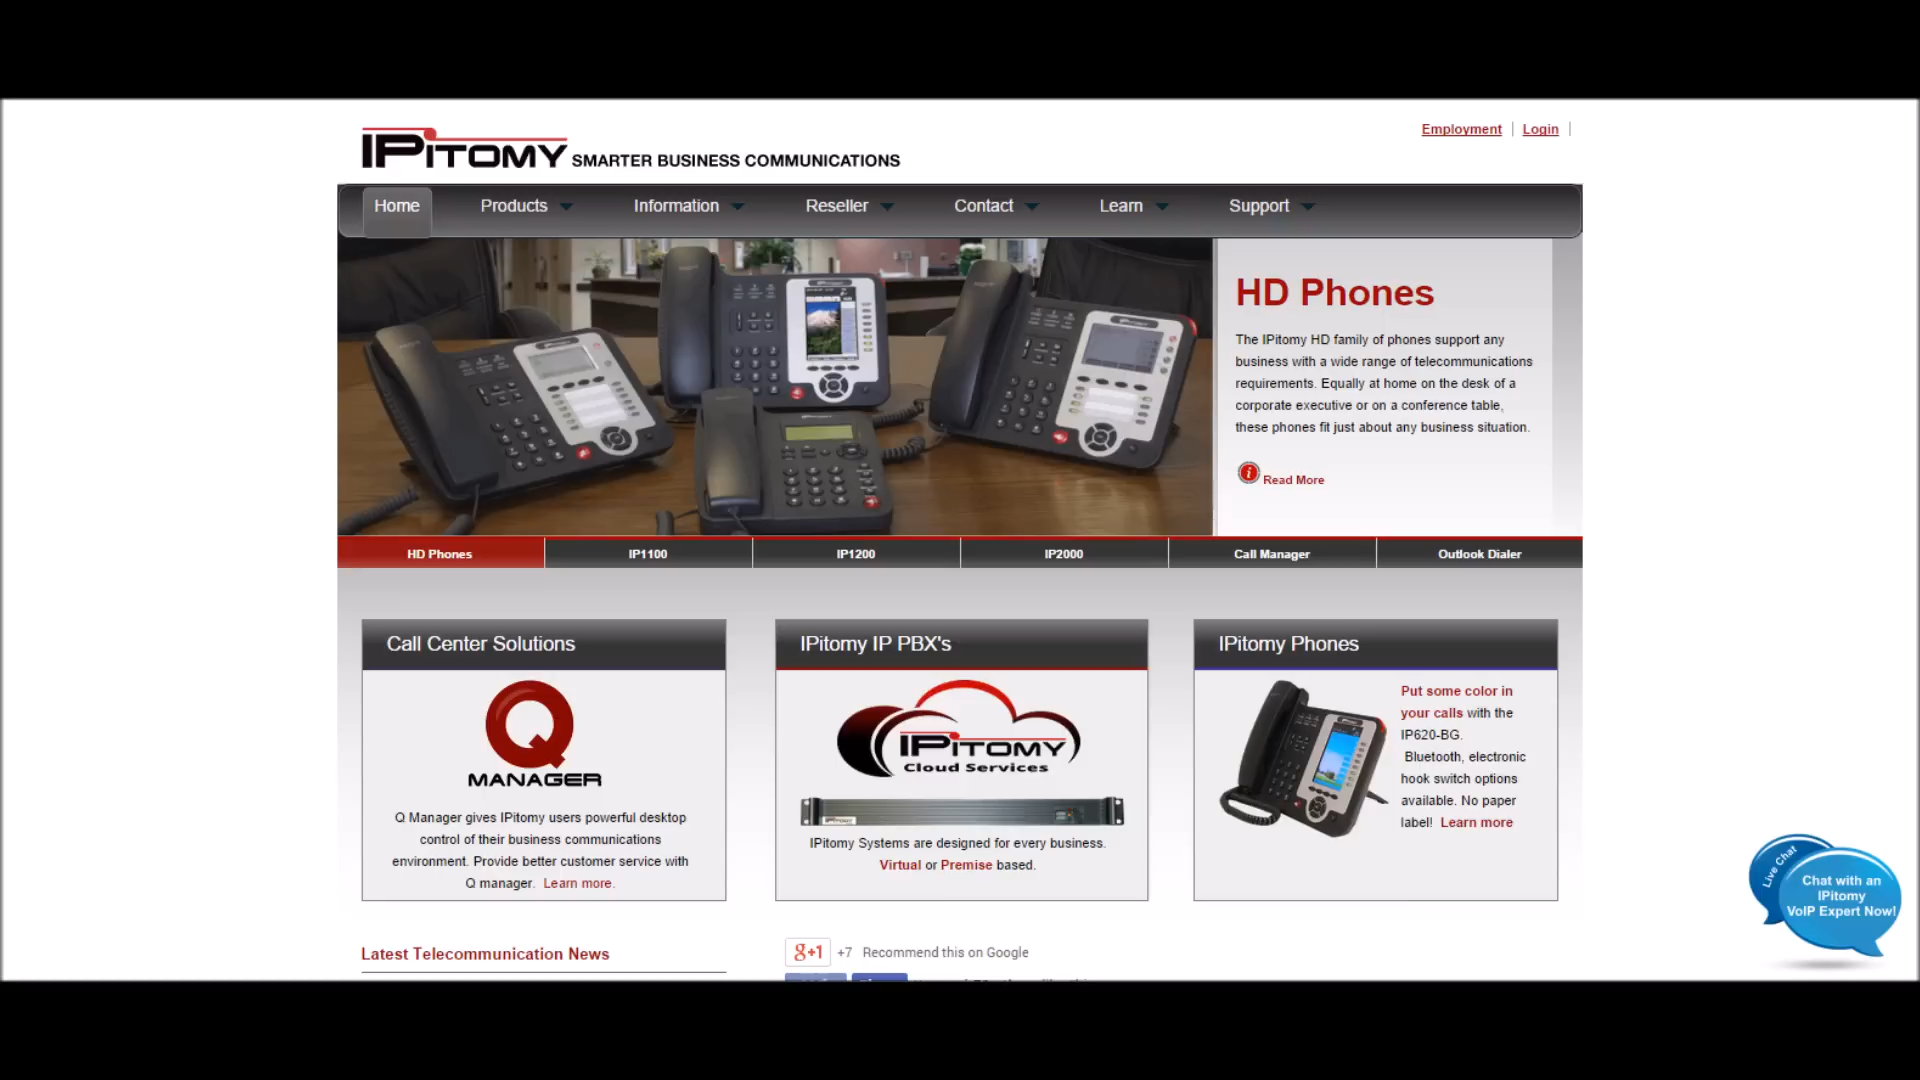 IPITOMY SMARTER BUSINESS COMMUNICATIONS
Employment | Login |
Home Products Information Reseller Contact Learn Support
HD Phones
The IPitomy HD family of phones support any
business with a wide range of telecommunications
requirements. Equally at home on the desk of a
corporate executive or on a conference table,
these phones fit just about any business situation.
Read More
HD Phones IP1100 IP1200 IP2000 Call Manager Outlook Dialer
Call Center Solutions
Q
MANAGER
Q Manager gives IPitomy users powerful desktop
control of their business communications
environment. Provide better customer service with
Q manager. Learn more.
IPitomy IP PBX's
IPITOMY
Cloud Services
IPitomy Systems are designed for every business.
Virtual or Premise based.
IPitomy Phones
Put some color in
your calls with the
IP620-BG.
Bluetooth, electronic
hook switch options
available. No paper
label! Learn more
Live Chat
Chat with an
IPitomy
VoIP Expert Now!
Latest Telecommunication News
g+1 +7 Recommend this on Google